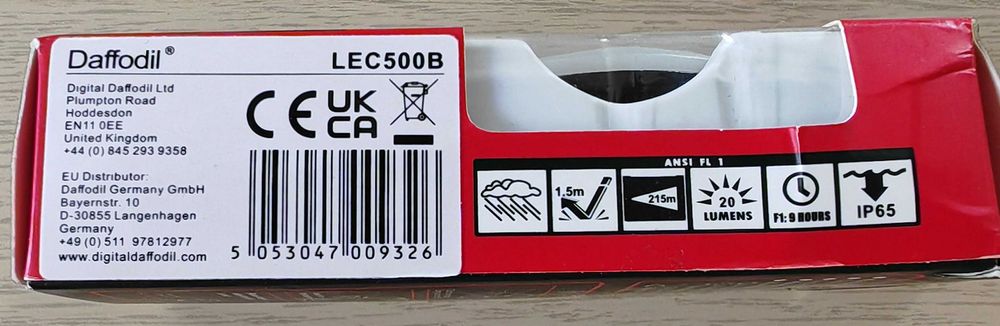 Daffodil®
LEC500B
Digital Daffodil Ltd
Plumpton Road
Hoddesdon
EN11 0EE
United Kingdom
+44 (0) 845 293 9358
CE
UK
CA
EU Distributor:
Daffodil Germany GmbH
Bayernstr. 10
D-30855 Langenhagen
Germany
+49 (0) 511 97812977
www.digitaldaffodil.com
5 053047 009326
ANSI FL 1
1.5m
215m
20
LUMENS
F1: 9 HOURS
IP65